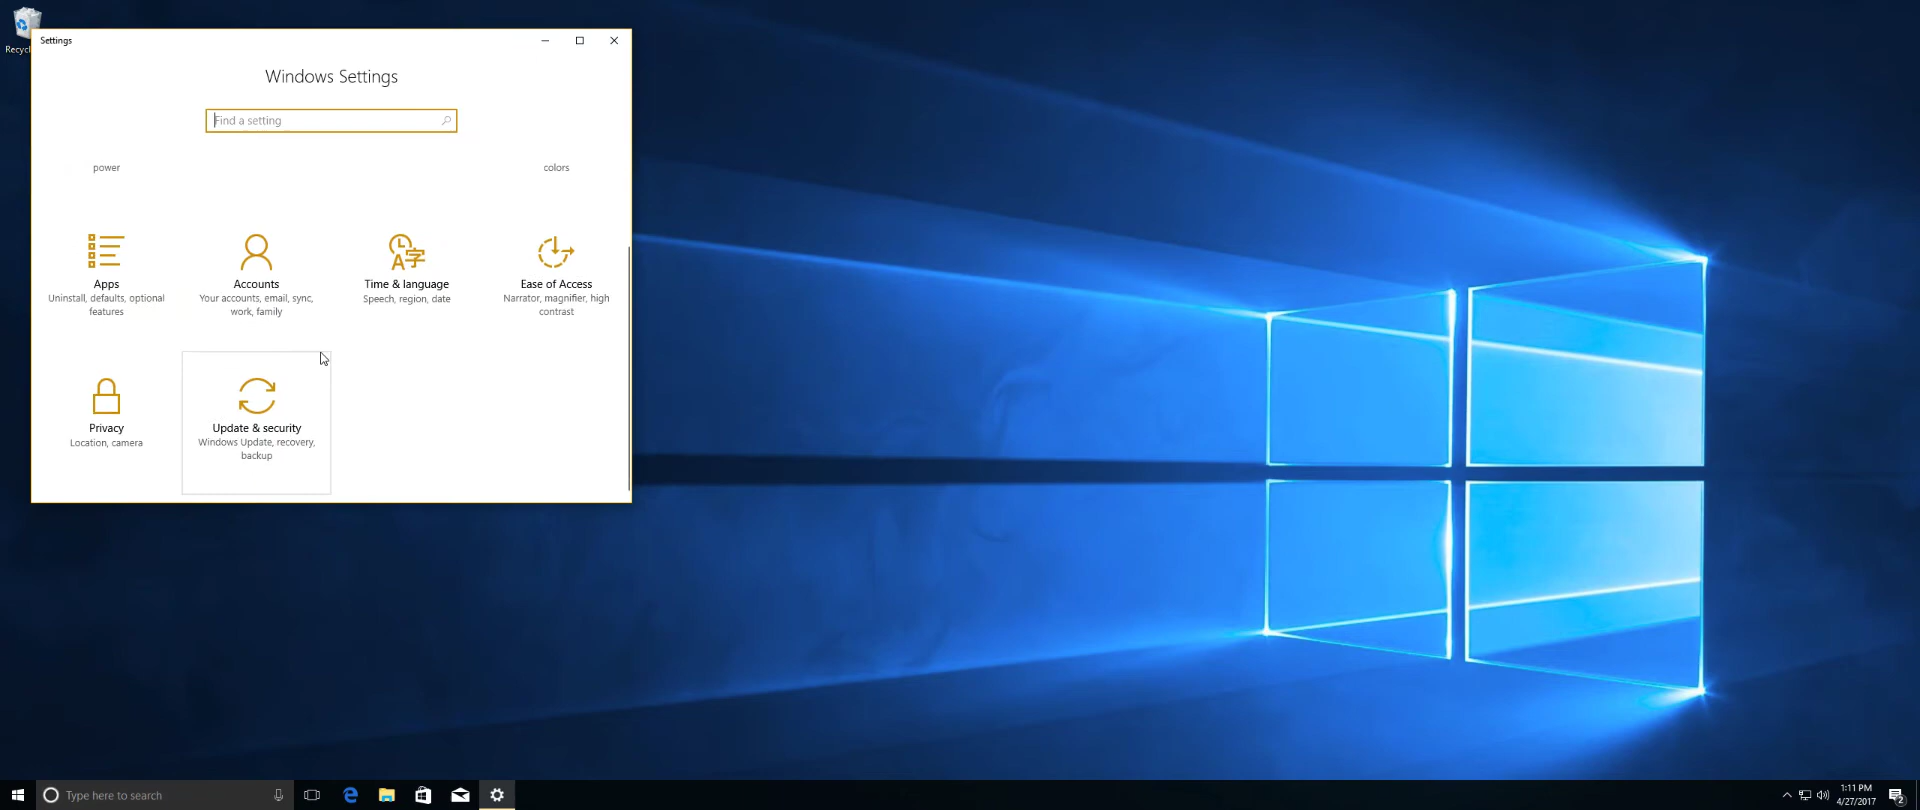 Recycl
Settings
Windows Settings
Find a setting
power
colors
Apps
Uninstall, defaults, optional
features
Accounts
Your accounts, email, sync,
work, family
Time & language
Speech, region, date
Ease of Access
Narrator, magnifier, high
contrast
Privacy
Location, camera
Update & security
Windows Update, recovery,
backup
Type here to search
1:11 PM
4/27/2017
2